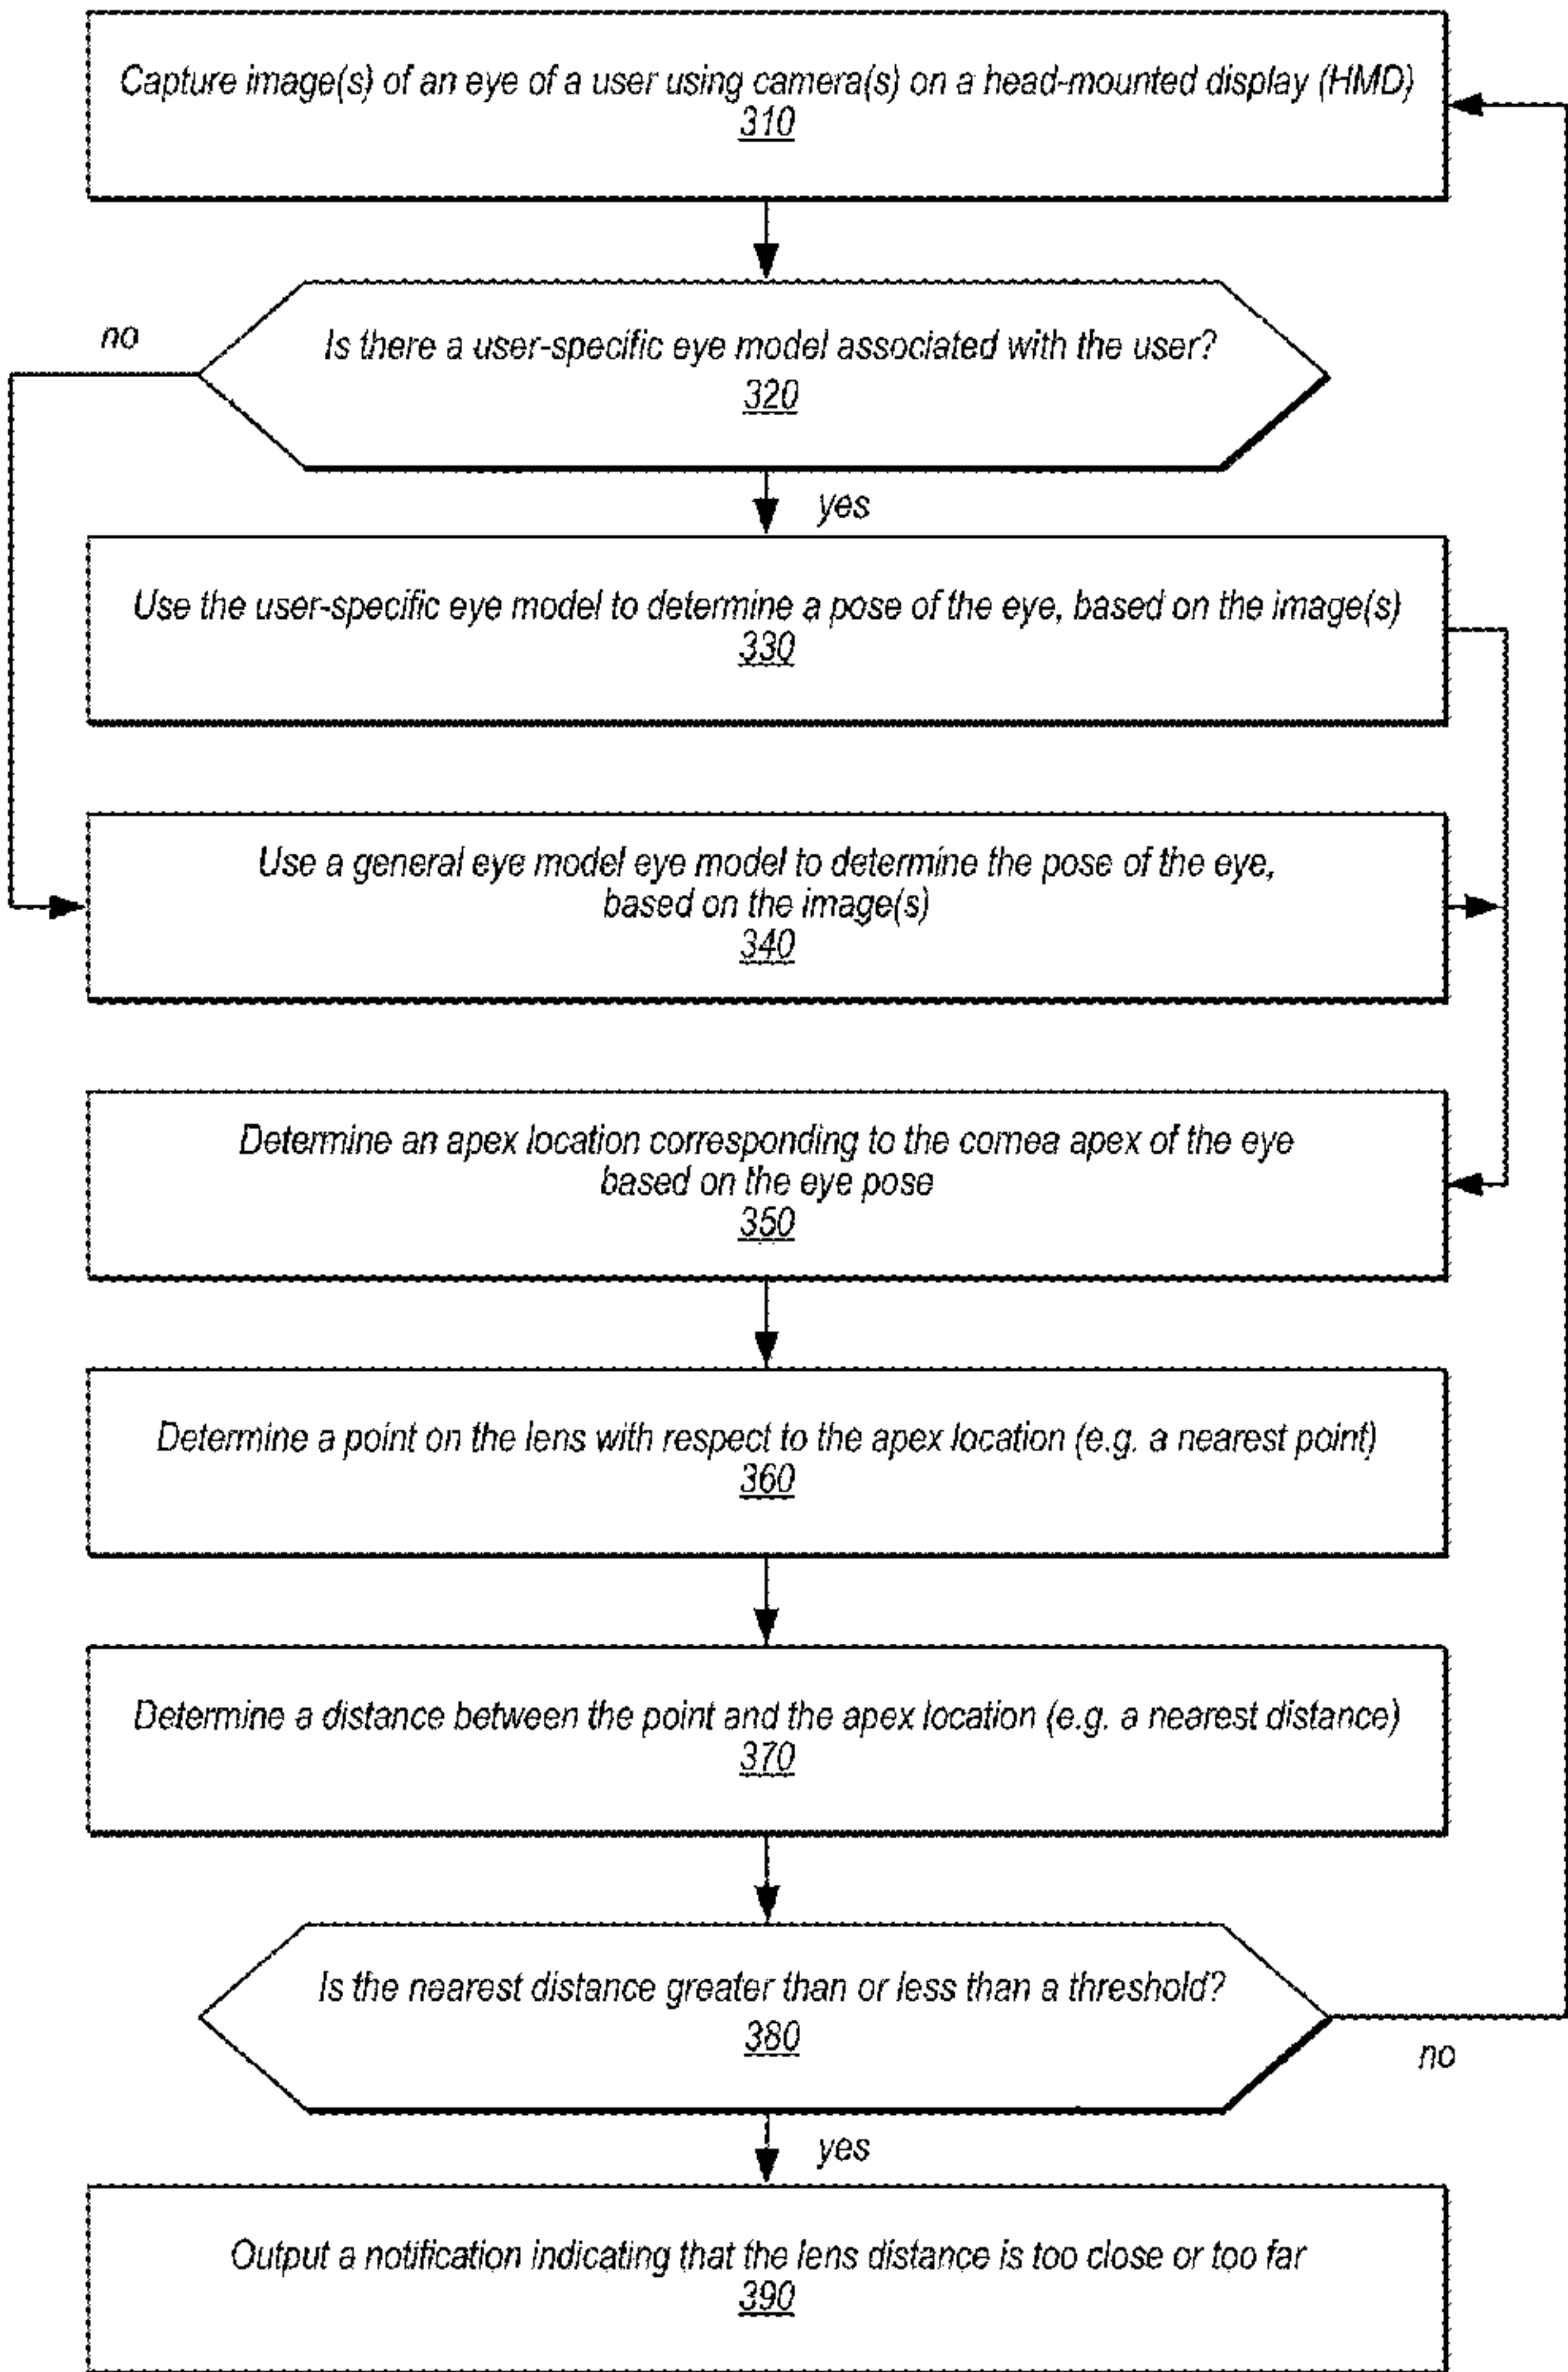 Capture image(s) of an eye of a user using camera(s) on a head-mounted display (HMD)
310
no
Is there a user-specific eye model associated with the user?
320
yes
Use the user-specific eye model to determine a pose of the eye, based on the image(s)
330
Use a general eye model eye model to determine the pose of the eye,
based on the image(s)
340
Determine an apex location corresponding to the cornea apex of the eye
based on the eye pose
350
Determine a point on the lens with respect to the apex location (e.g. a nearest point)
360
Determine a distance between the point and the apex location (e.g. a nearest distance)
370
Is the nearest distance greater than or less than a threshold?
380
no
yes
Output a notification indicating that the lens distance is too close or too far
390